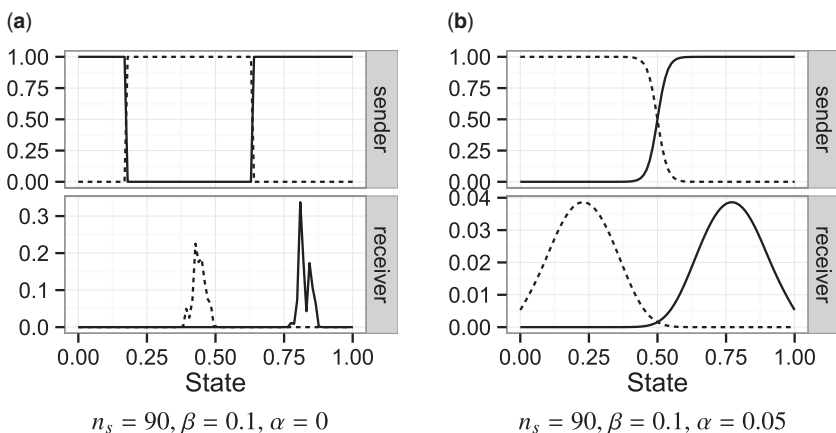 (a)
1.00
0.75
0.50
0.25
0.00
sender
0.3
0.2
0.1
0.0
receiver
0.00 0.25 0.50 0.75 1.00
State
n_s = 90, β = 0.1, α = 0
(b)
1.00
0.75
0.50
0.25
0.00
sender
0.04
0.03
0.02
0.01
0.00
receiver
0.00 0.25 0.50 0.75 1.00
State
n_s = 90, β = 0.1, α = 0.05